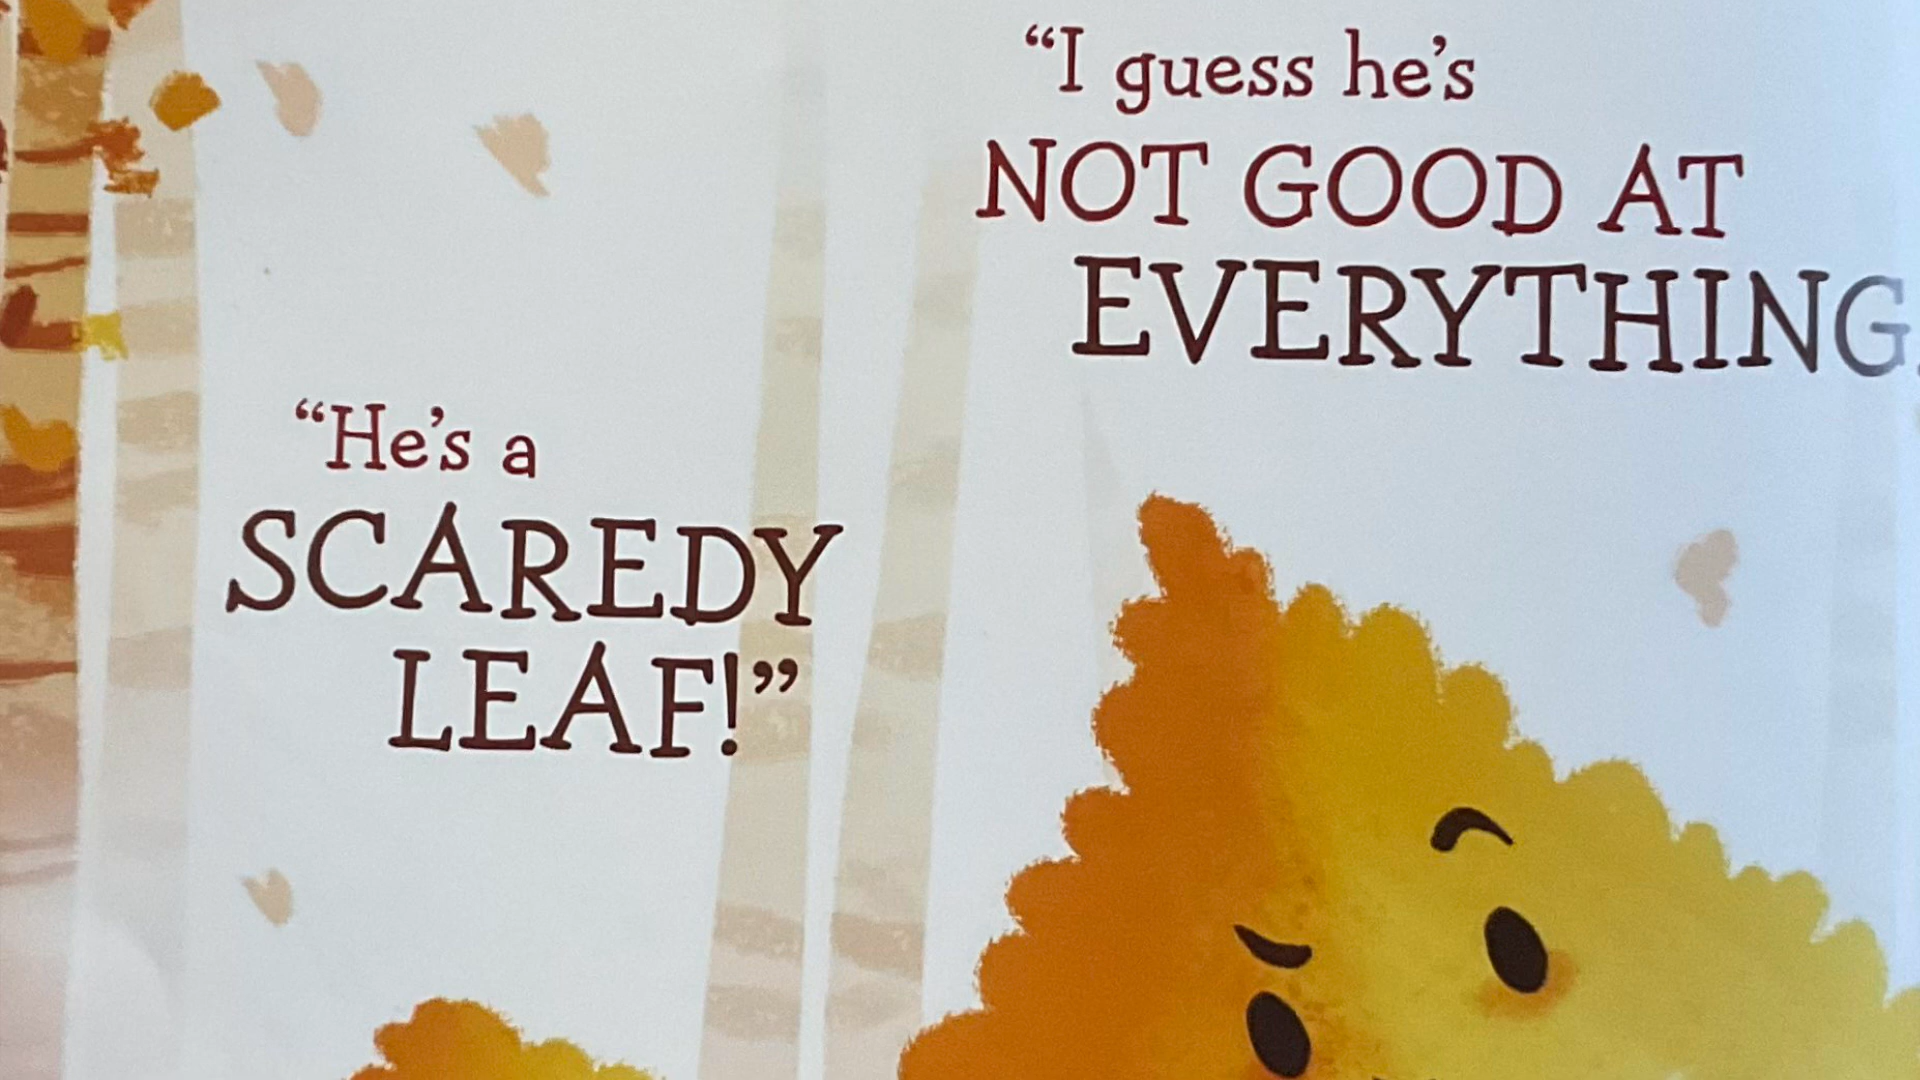 “He’s a
SCAREDY
LEAF!”
“I guess he’s
NOT GOOD AT
EVERYTHING.